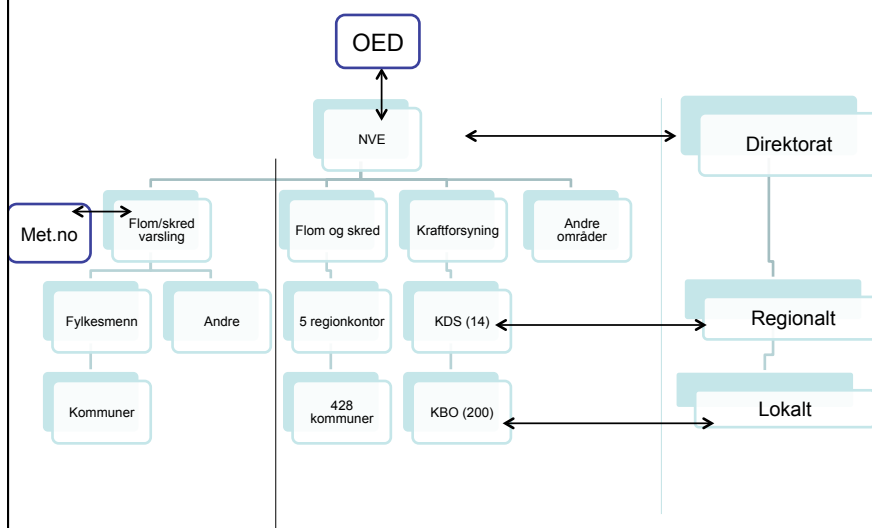 OED
NVE
Direktorat
Met.no
Flom/skred
varsling
Flom og skred
Kraftforsyning
Andre
områder
Fylkesmenn
Andre
5 regionkontor
KDS (14)
Regionalt
Kommuner
428
kommuner
KBO (200)
Lokalt